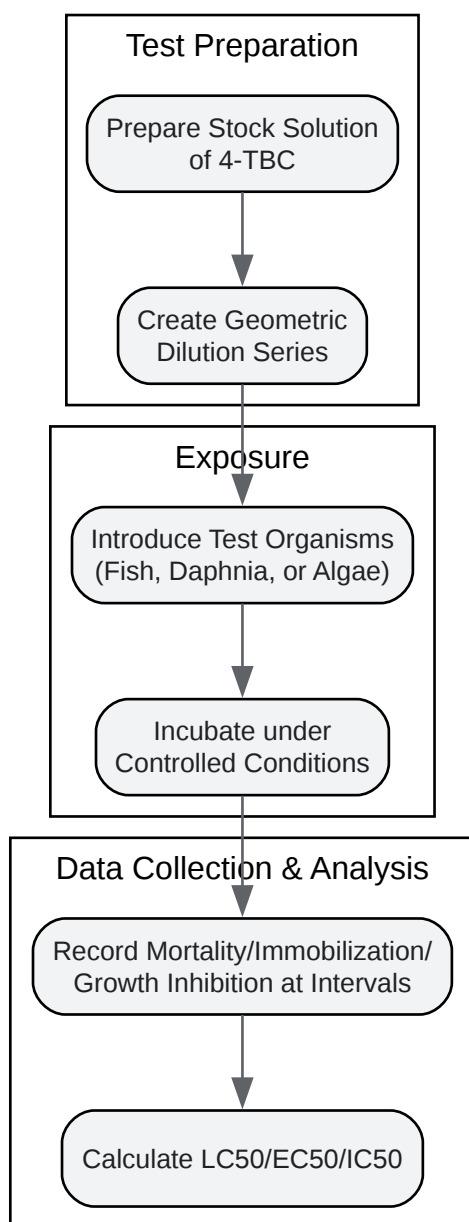 Test Preparation
Prepare Stock Solution
of 4-TBC
Create Geometric
Dilution Series
Exposure
Introduce Test Organisms
(Fish, Daphnia, or Algae)
Incubate under
Controlled Conditions
Data Collection & Analysis
Record Mortality/Immobilization/
Growth Inhibition at Intervals
Calculate LC50/EC50/IC50